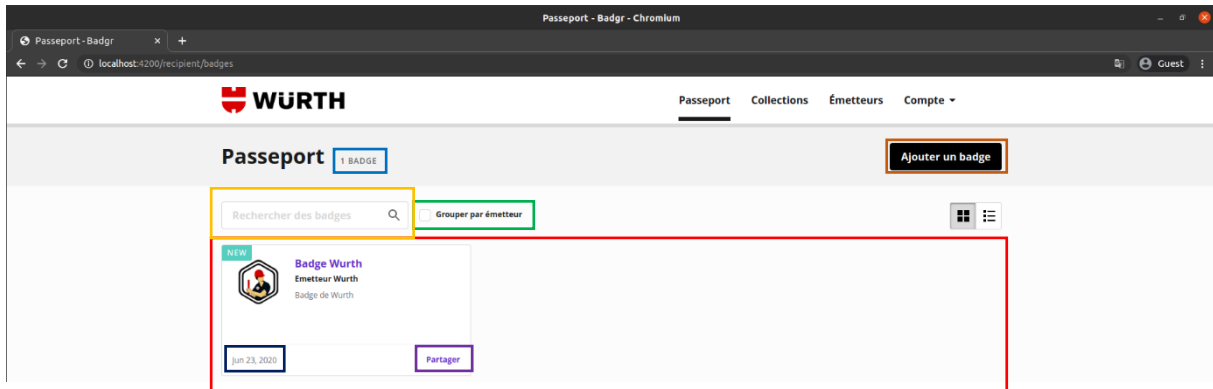 Passeport - Badgr - Chromium
Passeport - Badgr × +
localhost:4200/recipient/badges Guest
WÜRTH Passeport Collections Émetteurs Compte
Passeport 1 BADGE Ajouter un badge
Rechercher des badges Grouper par émetteur
NEW
Badge Wurth
Emetteur Wurth
Badge de Wurth
Jun 23, 2020 Partager